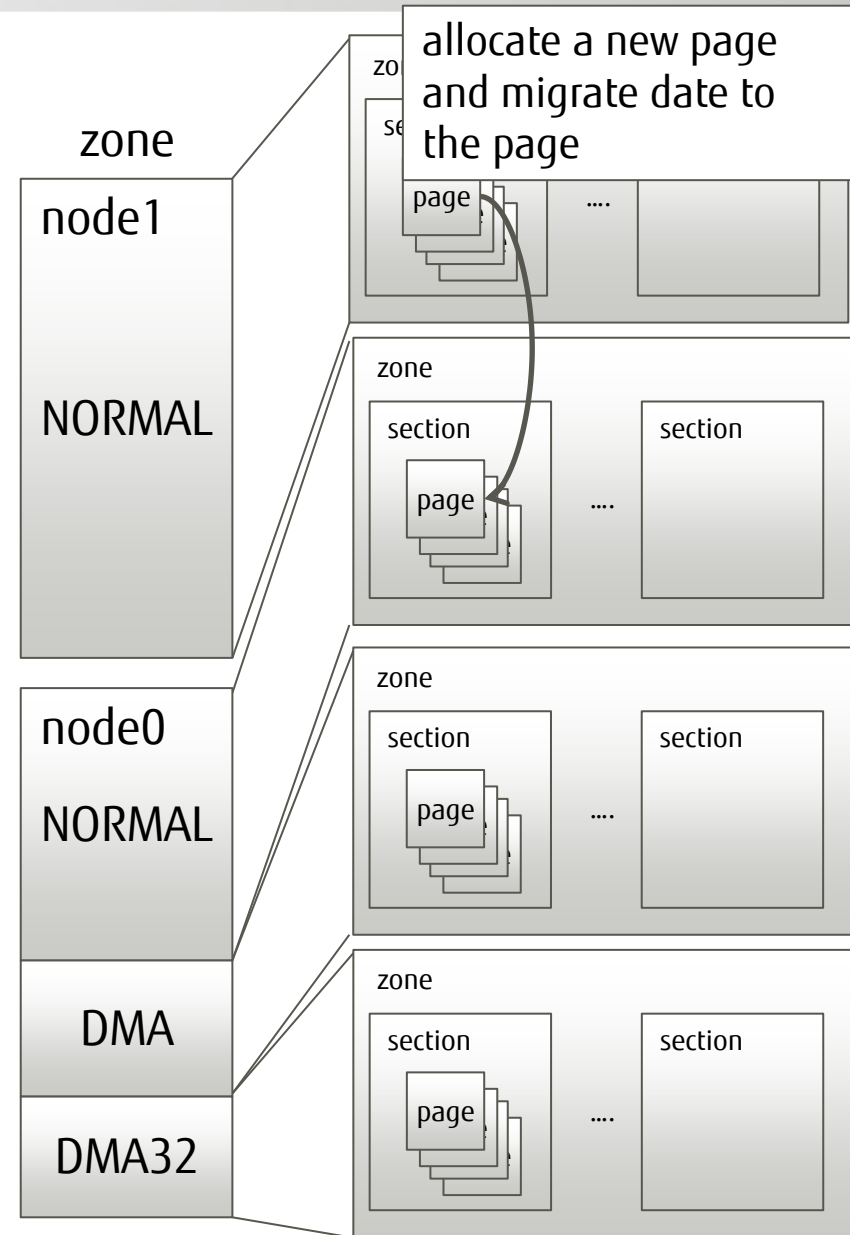 allocate a new page
and migrate date to
the page
zone
node1
NORMAL
page
....
zone
section
section
page
....
node0
NORMAL
zone
section
section
page
....
DMA
DMA32
zone
section
section
page
....